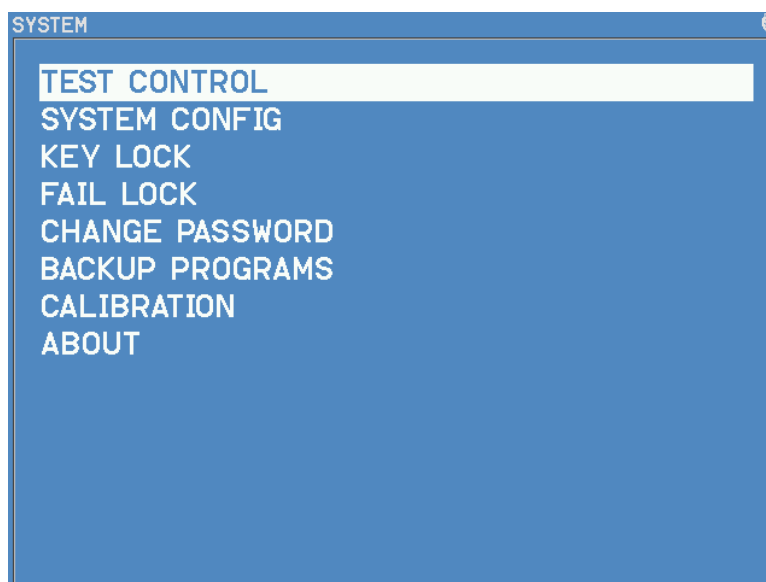 SYSTEM
TEST CONTROL
SYSTEM CONFIG
KEY LOCK
FAIL LOCK
CHANGE PASSWORD
BACKUP PROGRAMS
CALIBRATION
ABOUT